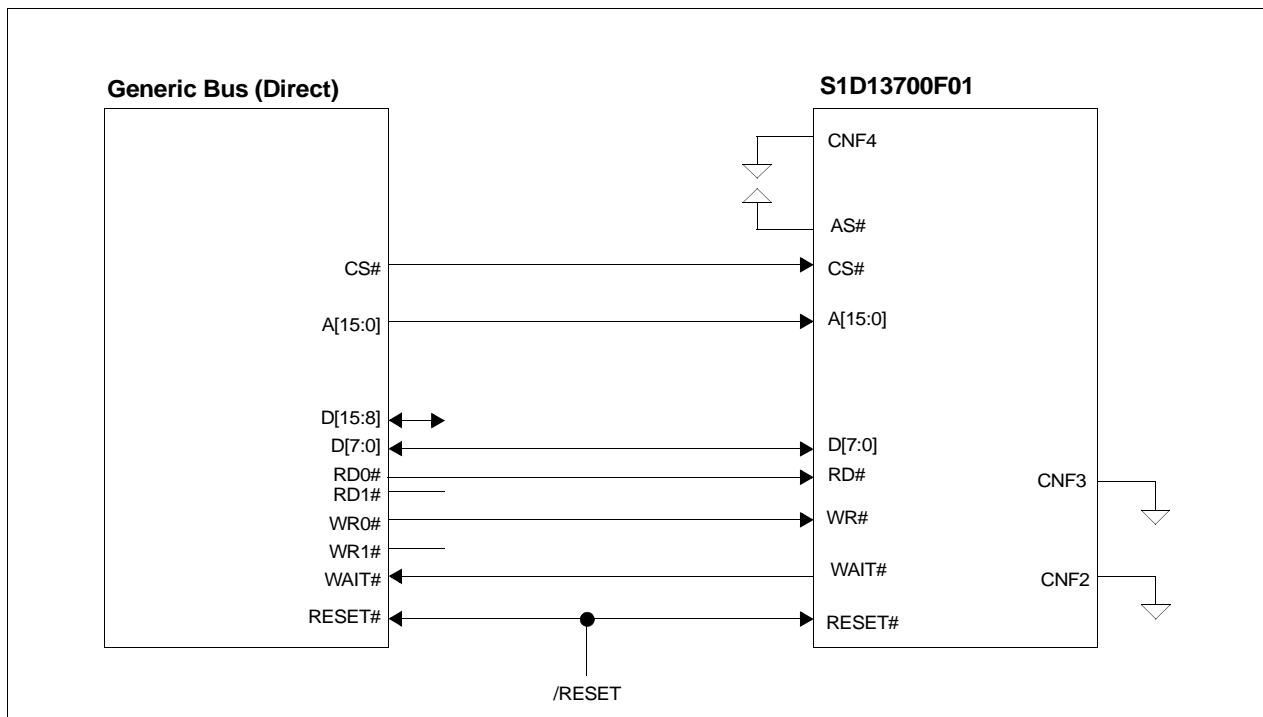 Generic Bus (Direct)
S1D13700F01
CNF4
AS#
CS#
CS#
A[15:0]
A[15:0]
D[15:8]
D[7:0]
D[7:0]
RD0#
RD#
RD1#
CNF3
WR0#
WR#
WR1#
WAIT#
WAIT#
CNF2
RESET#
RESET#
/RESET